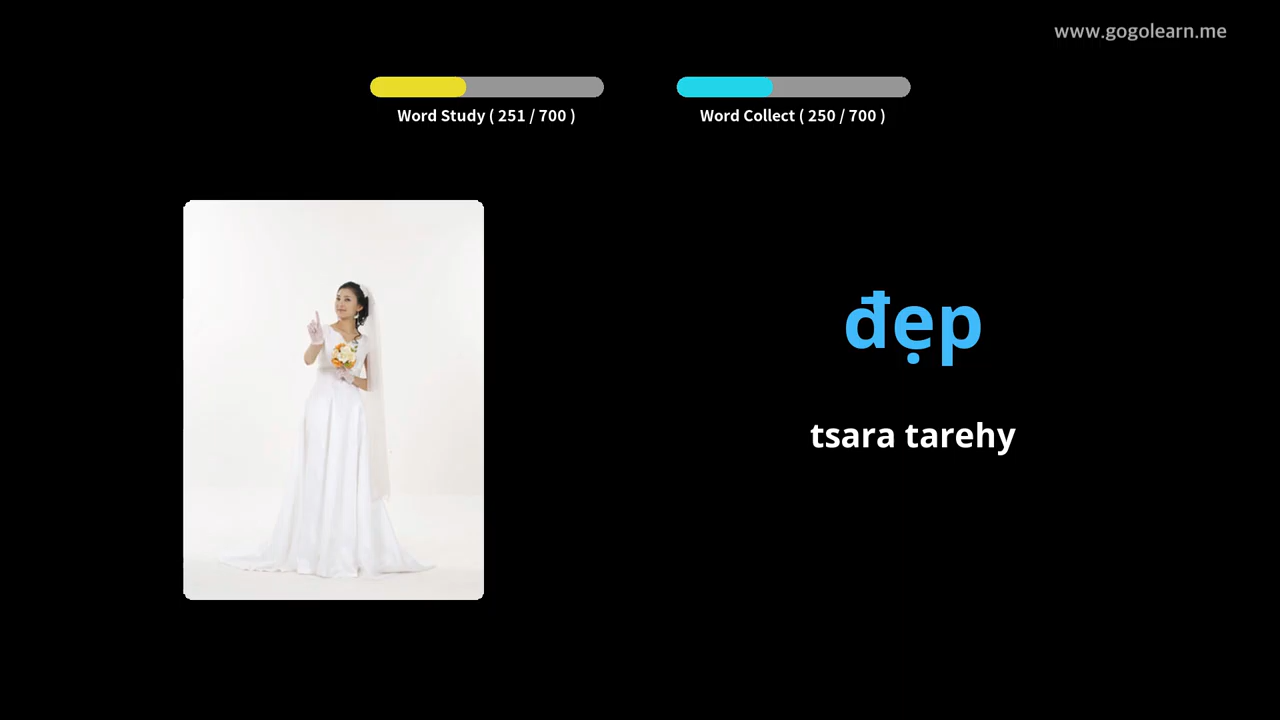 www.gogolearn.me
Word Study ( 251 / 700 )
Word Collect ( 250 / 700 )
đẹp
tsara tarehy